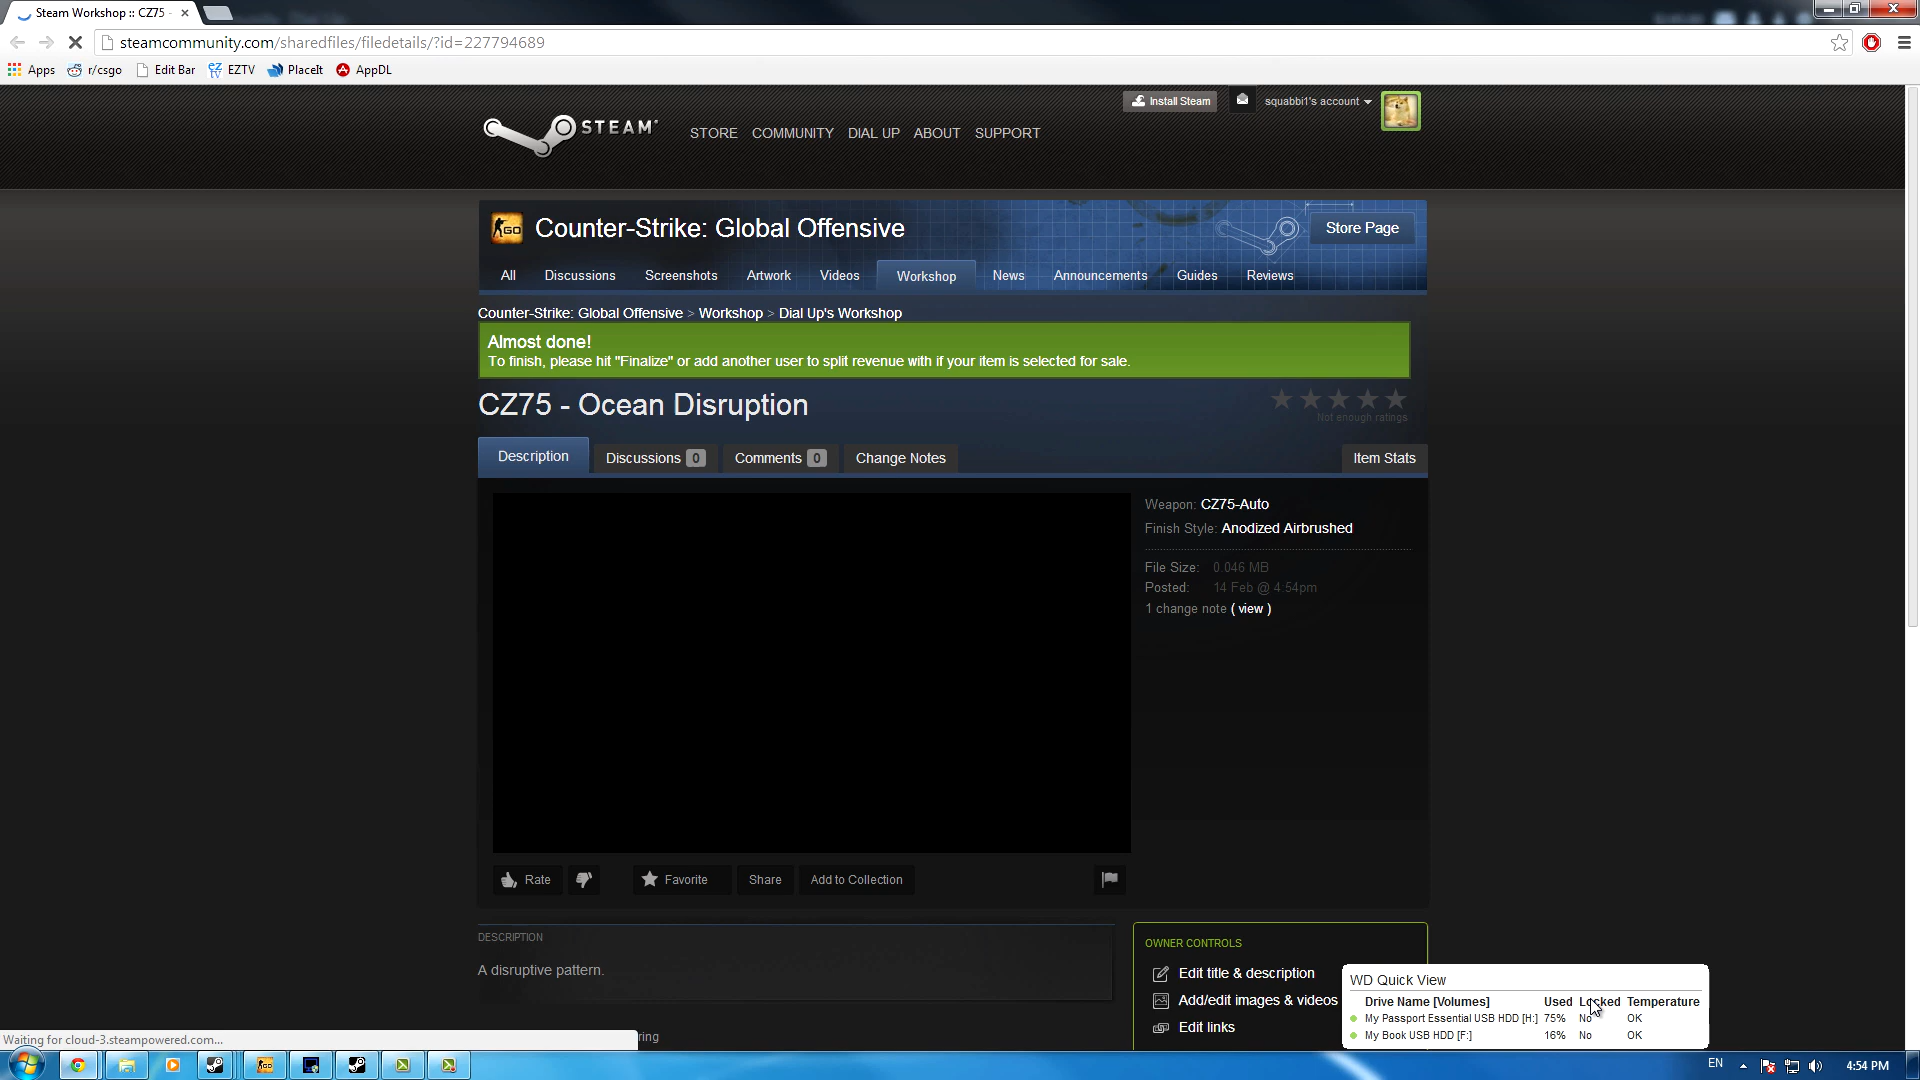 Steam Workshop :: CZ75 -
steamcommunity.com/sharedfiles/filedetails/?id=227794689
Apps r/csgo Edit Bar EZTV PlaceIt AppDL
Install Steam squabbi1's account
STEAM STORE COMMUNITY DIAL UP ABOUT SUPPORT
Counter-Strike: Global Offensive Store Page
All Discussions Screenshots Artwork Videos Workshop News Announcements Guides Reviews
Counter-Strike: Global Offensive > Workshop > Dial Up's Workshop
Almost done!
To finish, please hit "Finalize" or add another user to split revenue with if your item is selected for sale.
CZ75 - Ocean Disruption
Not enough ratings
Description Discussions 0 Comments 0 Change Notes Item Stats
Weapon: CZ75-Auto
Finish Style: Anodized Airbrushed
File Size: 0.046 MB
Posted: 14 Feb @ 4:54pm
1 change note ( view )
Rate Favorite Share Add to Collection
DESCRIPTION
A disruptive pattern.
OWNER CONTROLS
Edit title & description
Add/edit images & videos
Edit links
WD Quick View
Drive Name [Volumes] Used Locked Temperature
My Passport Essential USB HDD [H:] 75% No OK
My Book USB HDD [F:] 16% No OK
Waiting for cloud-3.steampowered.com...
EN 4:54 PM